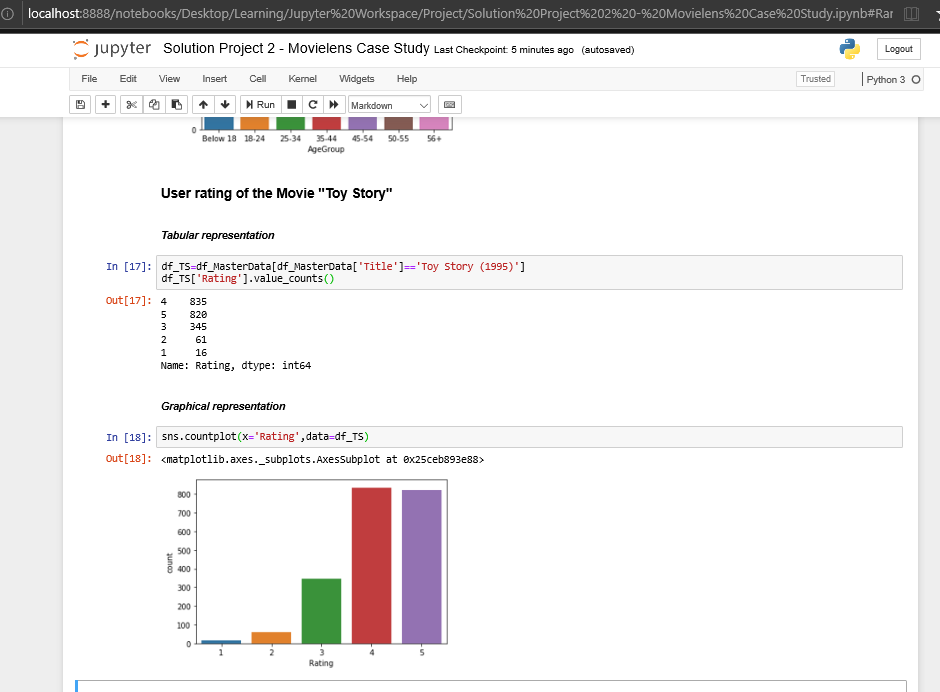 localhost:8888/notebooks/Desktop/Learning/Jupyter%20Workspace/Project/Solution%20Project%202%20-%20Movielens%20Case%20Study.ipynb#Rar
jupyter Solution Project 2 - Movielens Case Study Last Checkpoint: 5 minutes ago (autosaved)
Logout
File Edit View Insert Cell Kernel Widgets Help
Trusted
Python 3
Run
Markdown
0
Below 18 18-24 25-34 35-44 45-54 50-55 56+
AgeGroup
User rating of the Movie "Toy Story"
Tabular representation
In [17]: df_TS=df_MasterData[df_MasterData['Title']=='Toy Story (1995)']
df_TS['Rating'].value_counts()
Out[17]: 4 835
5 820
3 345
2 61
1 16
Name: Rating, dtype: int64
Graphical representation
In [18]: sns.countplot(x='Rating',data=df_TS)
Out[18]: <matplotlib.axes._subplots.AxesSubplot at 0x25ceb893e88>
800
700
600
500
400
300
200
100
0
count
1 2 3 4 5
Rating